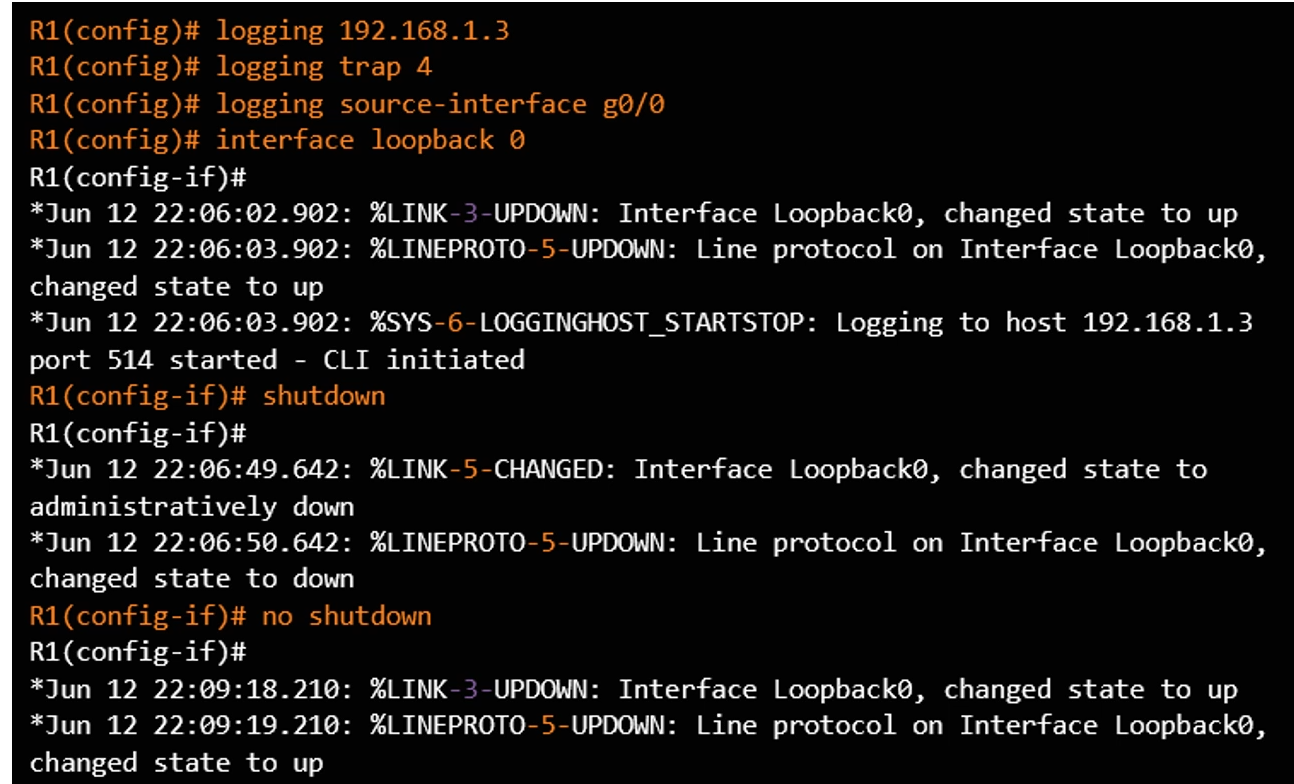 R1(config)# logging 192.168.1.3
R1(config)# logging trap 4
R1(config)# logging source-interface g0/0
R1(config)# interface loopback 0
R1(config-if)#
*Jun 12 22:06:02.902: %LINK-3-UPDOWN: Interface Loopback0, changed state to up
*Jun 12 22:06:03.902: %LINEPROTO-5-UPDOWN: Line protocol on Interface Loopback0,
changed state to up
*Jun 12 22:06:03.902: %SYS-6-LOGGINGHOST_STARTSTOP: Logging to host 192.168.1.3
port 514 started - CLI initiated
R1(config-if)# shutdown
R1(config-if)#
*Jun 12 22:06:49.642: %LINK-5-CHANGED: Interface Loopback0, changed state to
administratively down
*Jun 12 22:06:50.642: %LINEPROTO-5-UPDOWN: Line protocol on Interface Loopback0,
changed state to down
R1(config-if)# no shutdown
R1(config-if)#
*Jun 12 22:09:18.210: %LINK-3-UPDOWN: Interface Loopback0, changed state to up
*Jun 12 22:09:19.210: %LINEPROTO-5-UPDOWN: Line protocol on Interface Loopback0,
changed state to up